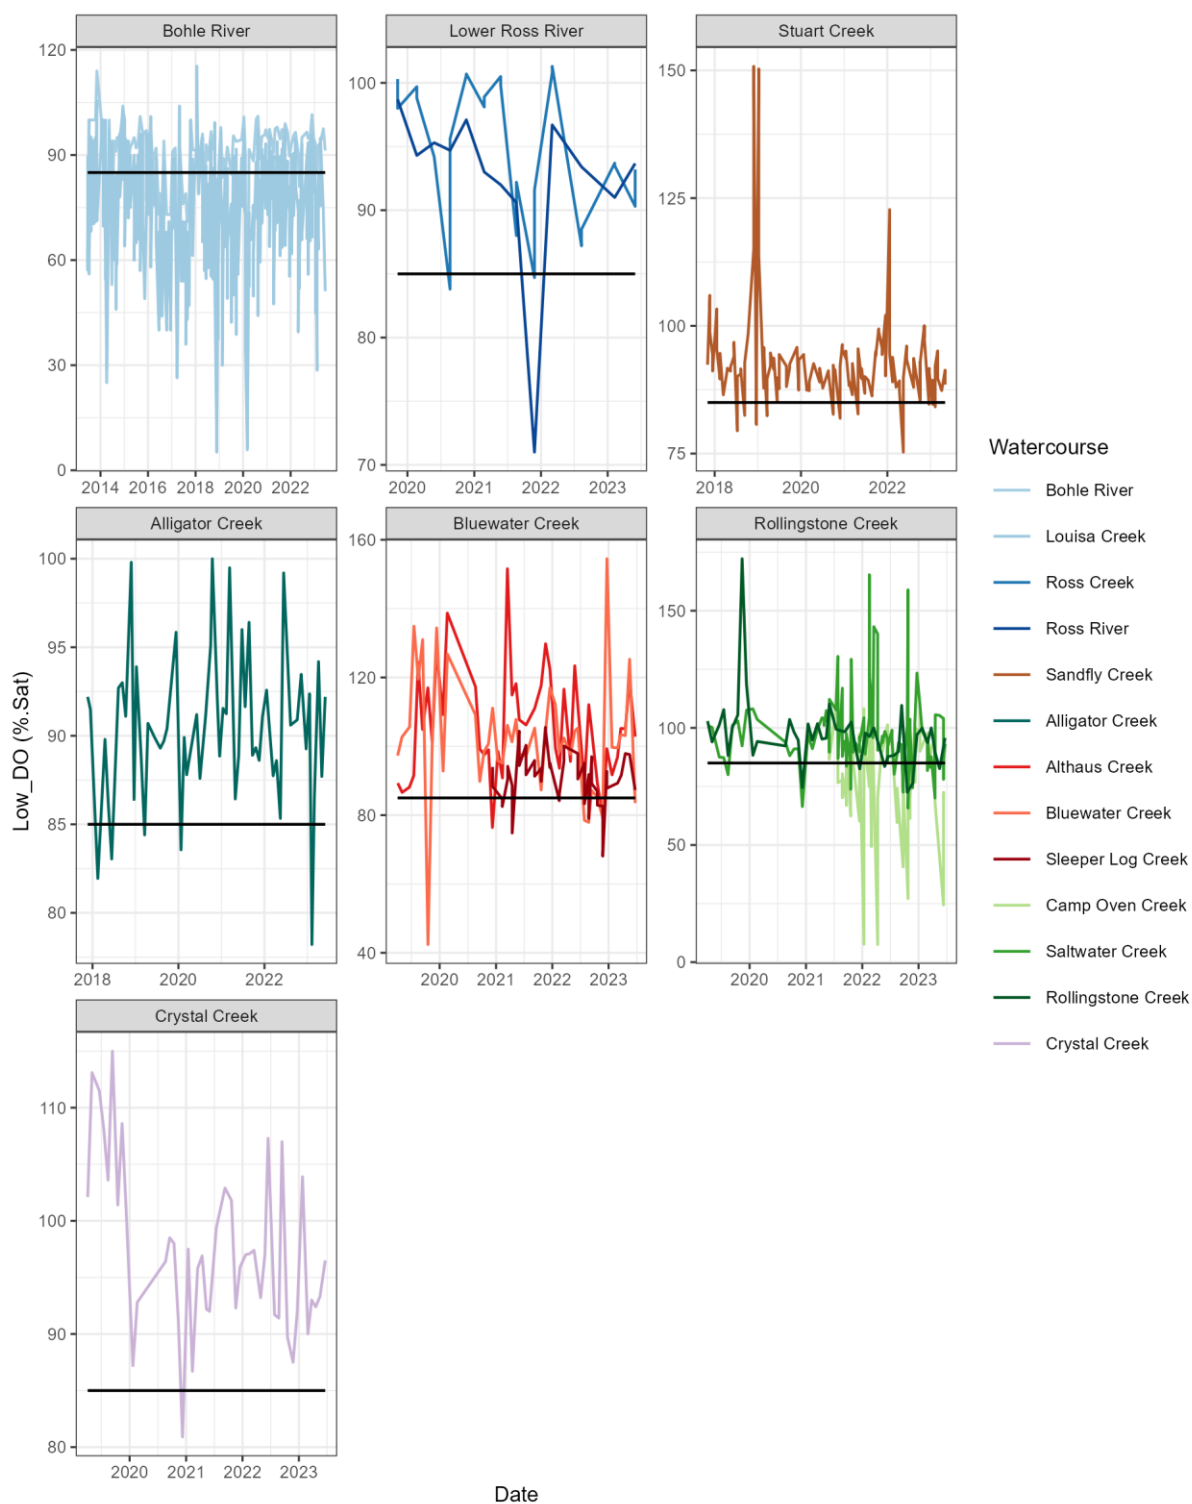 Bohle River
Lower Ross River
Stuart Creek
120
90
60
30
0
2014 2016 2018 2020 2022
100
90
80
70
2020 2021 2022 2023
150
125
100
75
2018 2020 2022
Alligator Creek
Bluewater Creek
Rollingstone Creek
100
95
90
85
80
2018 2020 2022
160
120
80
40
2020 2021 2022 2023
150
100
50
0
2020 2021 2022 2023
Crystal Creek
110
100
90
80
2020 2021 2022 2023
Low_DO (%.Sat)
Date
Watercourse
Bohle River
Louisa Creek
Ross Creek
Ross River
Sandfly Creek
Alligator Creek
Althaus Creek
Bluewater Creek
Sleeper Log Creek
Camp Oven Creek
Saltwater Creek
Rollingstone Creek
Crystal Creek